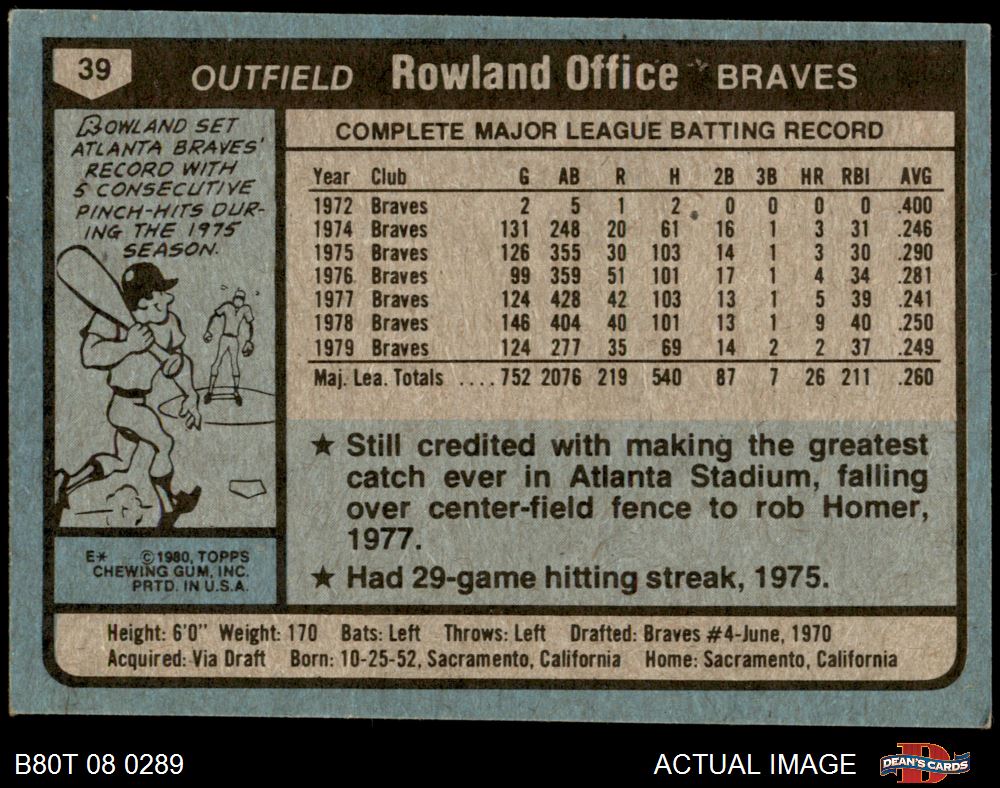 39
OUTFIELD Rowland Office BRAVES
ROWLAND SET
ATLANTA BRAVES'
RECORD WITH
5 CONSECUTIVE
PINCH-HITS DUR-
ING THE 1975
SEASON.
E* ©1980, TOPPS
CHEWING GUM, INC.
PRTD. IN U.S.A.
COMPLETE MAJOR LEAGUE BATTING RECORD
Year Club G AB R H 2B 3B HR RBI AVG
1972 Braves 2 5 1 2 0 0 0 0 .400
1974 Braves 131 248 20 61 16 1 3 31 .246
1975 Braves 126 355 30 103 14 1 3 30 .290
1976 Braves 99 359 51 101 17 1 4 34 .281
1977 Braves 124 428 42 103 13 1 5 39 .241
1978 Braves 146 404 40 101 13 1 9 40 .250
1979 Braves 124 277 35 69 14 2 2 37 .249
Maj. Lea. Totals ....752 2076 219 540 87 7 26 211 .260
★ Still credited with making the greatest
catch ever in Atlanta Stadium, falling
over center-field fence to rob Homer,
1977.
★ Had 29-game hitting streak, 1975.
Height: 6'0" Weight: 170 Bats: Left Throws: Left Drafted: Braves #4-June, 1970
Acquired: Via Draft Born: 10-25-52, Sacramento, California Home: Sacramento, California
B80T 08 0289 ACTUAL IMAGE D DEAN'S CARDS